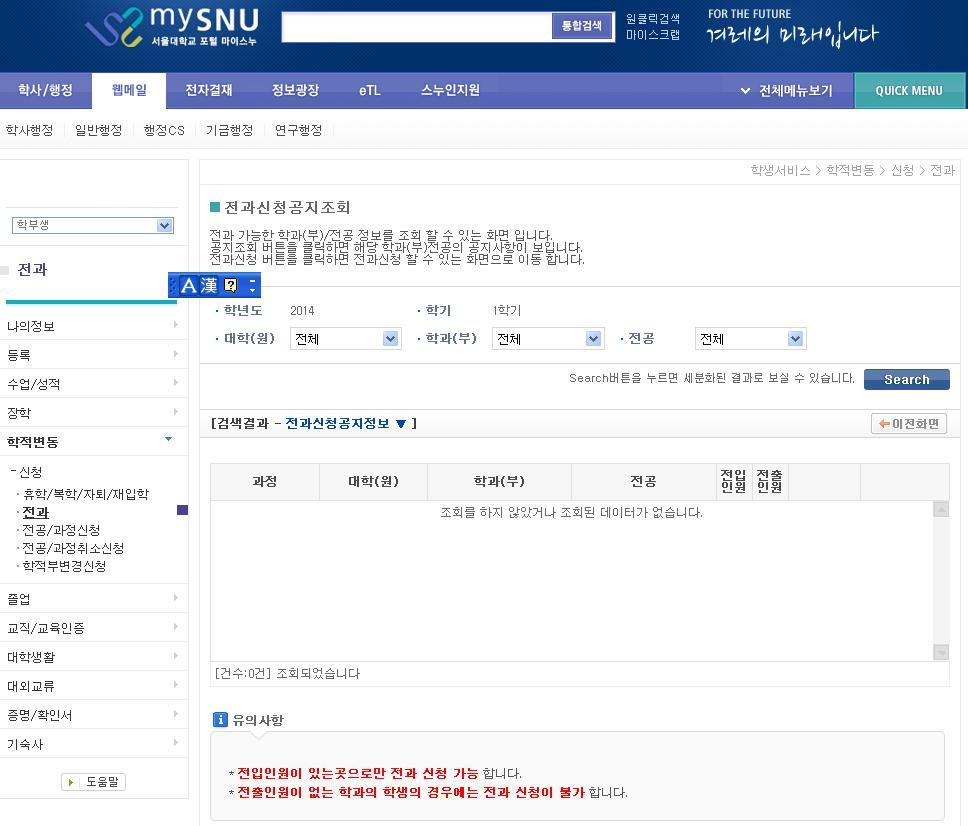 mySNU
서울대학교 포털 마이스누
통합검색
원클릭검색
마이스크랩
FOR THE FUTURE
겨레의 미래입니다
학사/행정 웹메일 전자결재 정보광장 eTL 스누인지원 전체메뉴보기 QUICK MENU
학사행정 일반행정 행정CS 기금행정 연구행정
학생서비스 > 학적변동 > 신청 > 전과
학부생
전과
나의정보
등록
수업/성적
장학
학적변동
신청
·휴학/복학/자퇴/재입학
·전과
·전공/과정신청
·전공/과정취소신청
·학적부변경신청
졸업
교직/교육인증
대학생활
대외교류
증명/확인서
기숙사
도움말
A漢?
전과신청공지조회
전과 가능한 학과(부)/전공 정보를 조회 할 수 있는 화면 입니다.
공지조회 버튼을 클릭하면 해당 학과(부)전공의 공지사항이 보입니다.
전과신청 버튼을 클릭하면 전과신청 할 수 있는 화면으로 이동 합니다.
· 학년도 2014 · 학기 1학기
· 대학(원) 전체 · 학과(부) 전체 · 전공 전체
Search버튼을 누르면 세분화된 결과로 보실 수 있습니다. Search
[검색결과 - 전과신청공지정보 ▼ ] 이전화면
과정 대학(원) 학과(부) 전공 전입인원 전출인원
조회를 하지 않았거나 조회된 데이터가 없습니다.
[건수:0건] 조회되었습니다
유의사항
* 전입인원이 있는곳으로만 전과 신청 가능 합니다.
* 전출인원이 없는 학과의 학생의 경우에는 전과 신청이 불가 합니다.